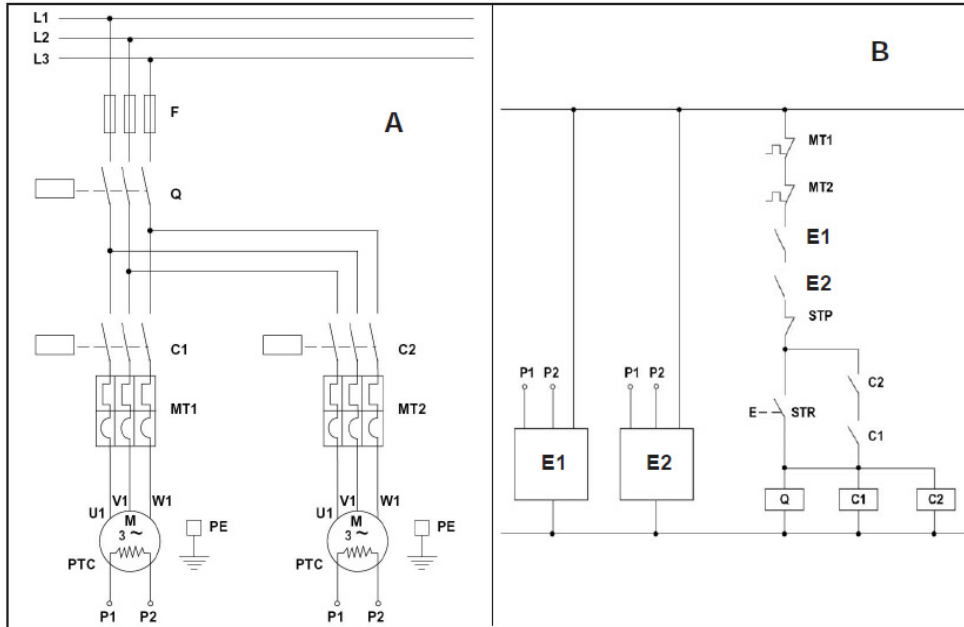 L1
L2
L3
F
A
Q
C1
C2
MT1
MT2
U1 V1 W1
U1 V1 W1
M
3 ~
M
3 ~
PE
PE
PTC
PTC
P1 P2
P1 P2
B
MT1
MT2
E1
E2
STP
P1 P2
P1 P2
C2
E STR
C1
E1
E2
Q
C1
C2